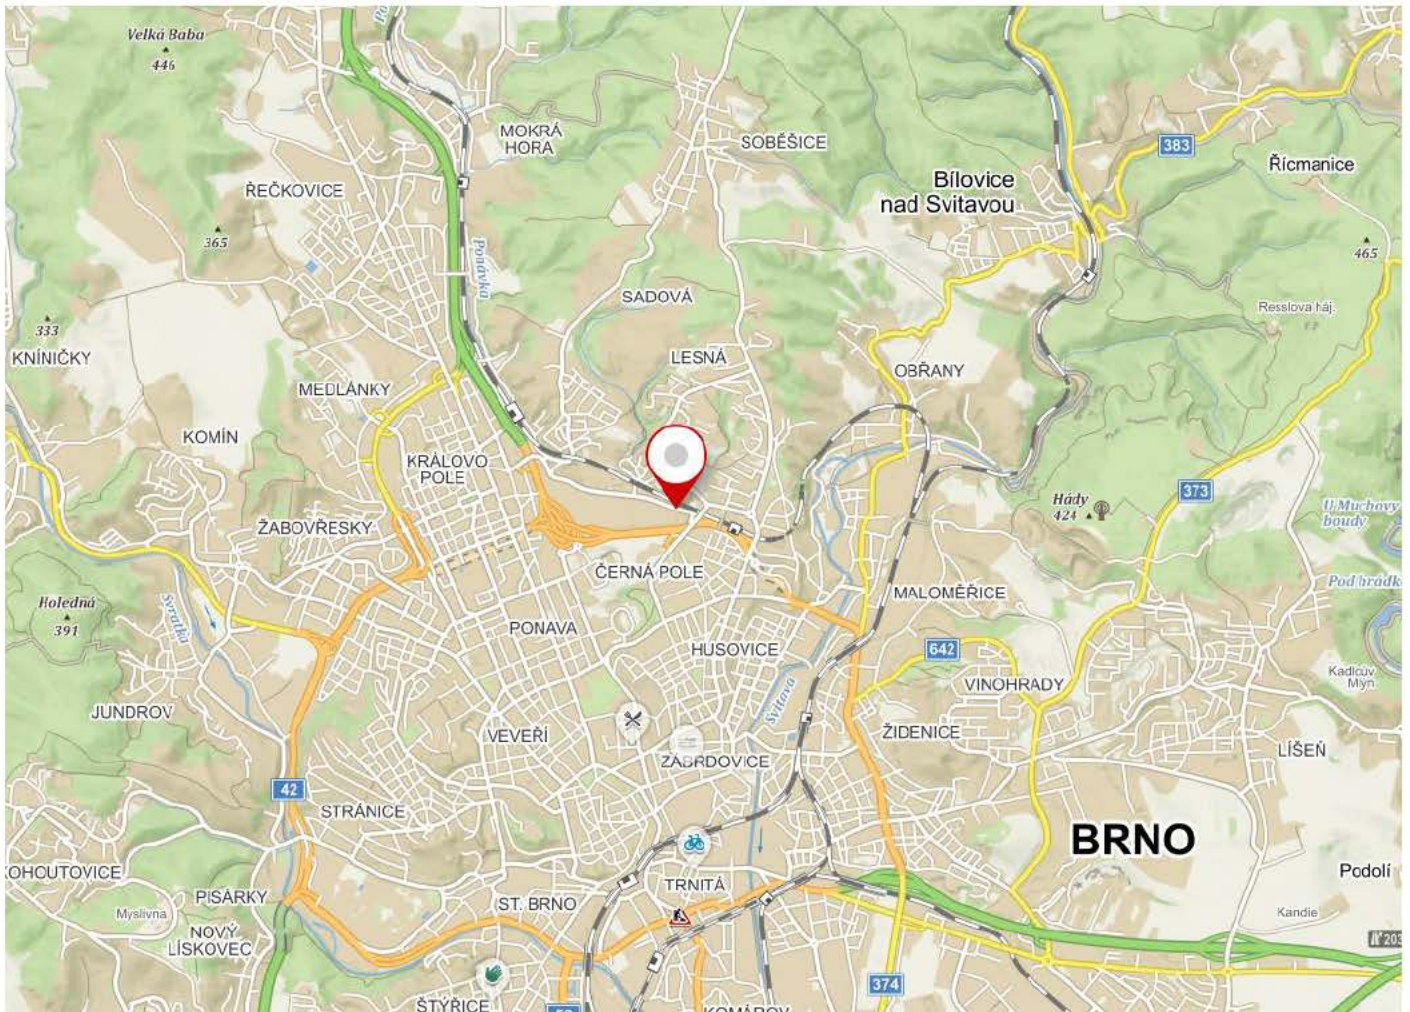 Velká Baba
446
MOKRÁ
HORA
SOBĚŠICE
383
Řícmanice
ŘEČKOVICE
Bílovice
nad Svitavou
365
Ponávka
465
SADOVÁ
Resslova háj.
333
KNÍNIČKY
LESNÁ
OBŘANY
MEDLÁNKY
KOMÍN
KRÁLOVO
POLE
373
Hády
424
U Muchovy
boudy
ŽABOVŘESKY
ČERNÁ POLE
MALOMĚŘICE
Holedná
391
Svratka
PONAVA
HUSOVICE
642
Kadlcův
Mlýn
VINOHRADY
JUNDROV
Svitava
VEVEŘÍ
ŽIDENICE
LÍŠEŇ
ZÁBRDOVICE
42
STRÁNICE
BRNO
OHOUTOVICE
Podolí
TRNITÁ
PISÁRKY
ST. BRNO
Myslivna
Kandie
NOVÝ
LÍSKOVEC
203
374
ŠTÝŘICE
KOMÁROV